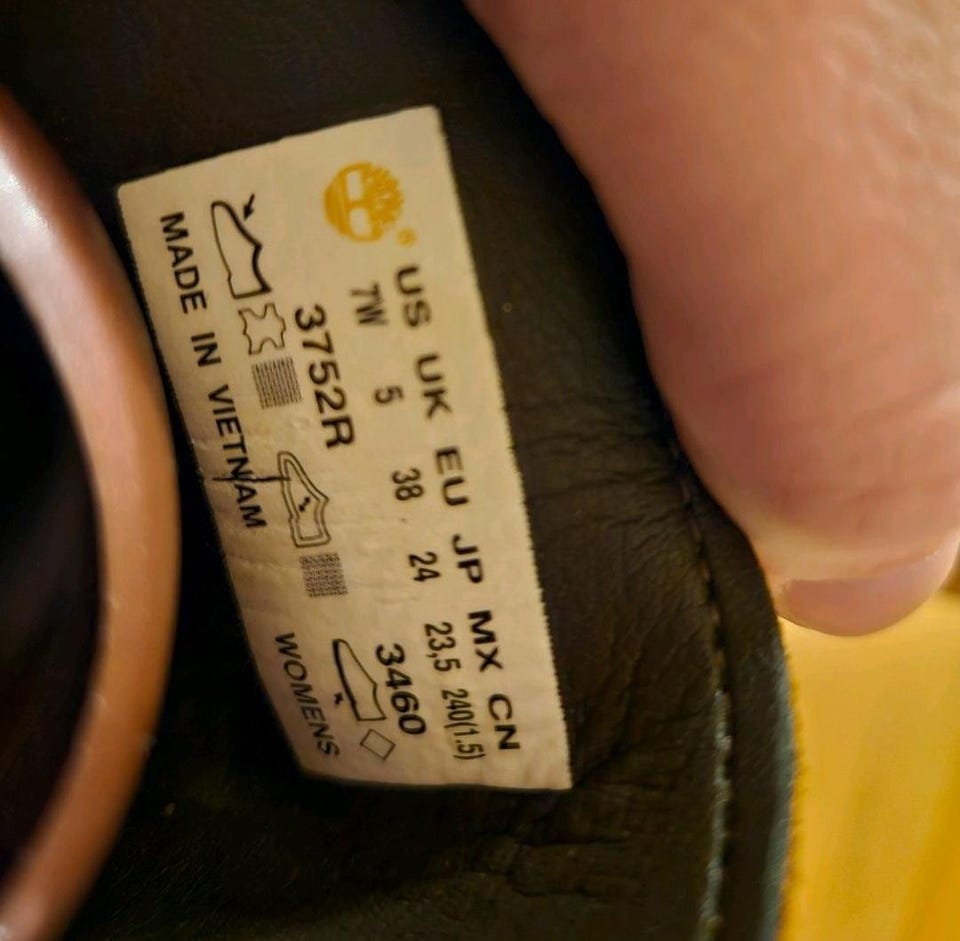 ®
US UK EU JP MX CN
7W 5 38 24 23,5 240(1.5)
3752R 3460
MADE IN VIETNAM WOMENS